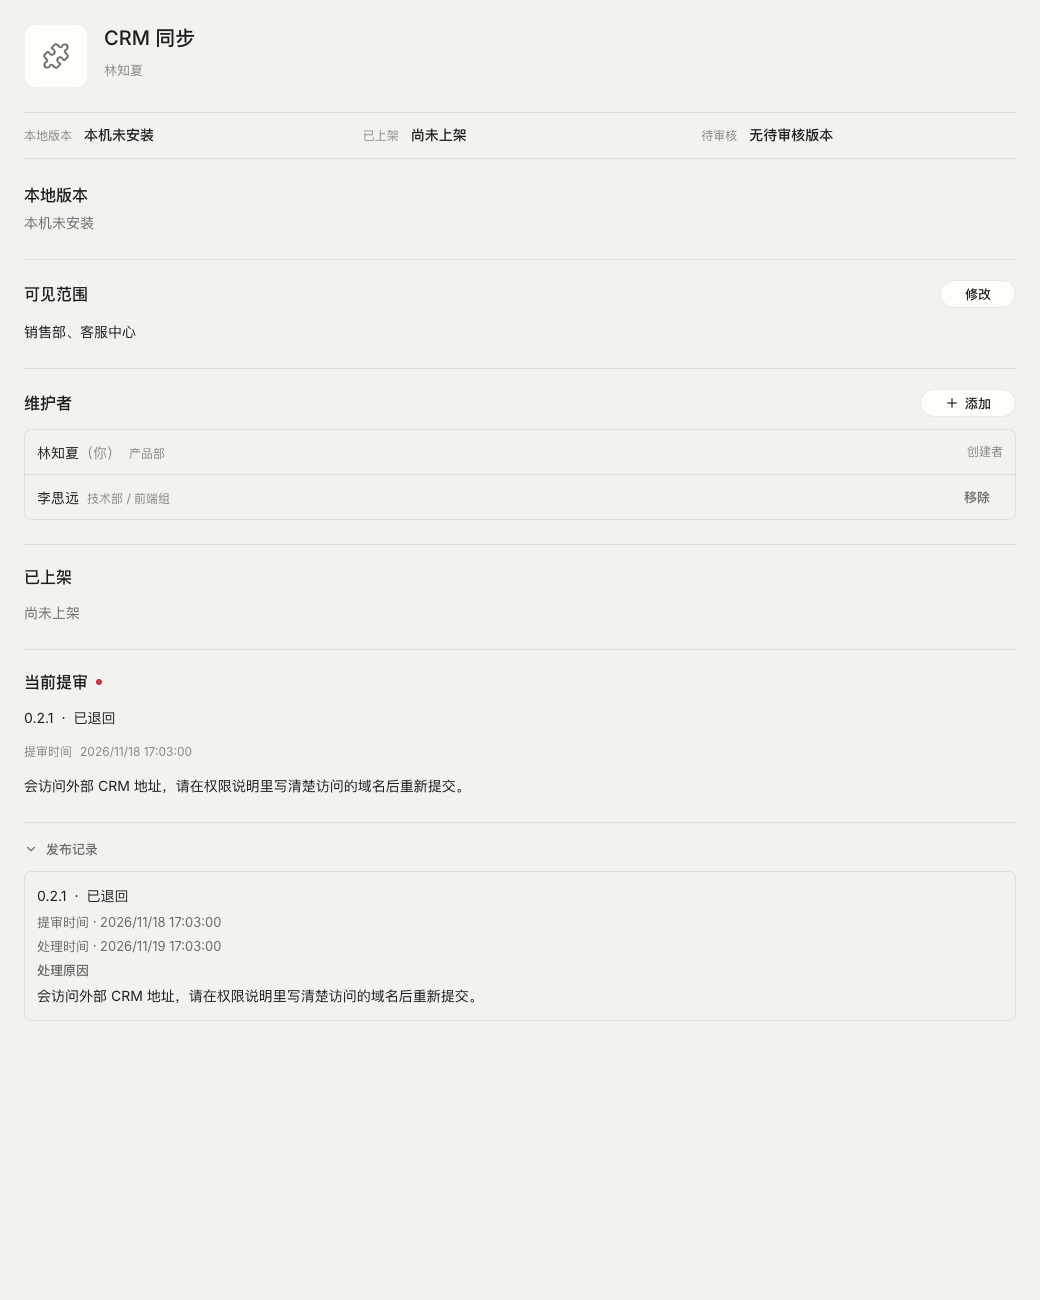 CRM 同步
林知夏
本地版本 本机未安装 已上架 尚未上架 待审核 无待审核版本
本地版本
本机未安装
可见范围 修改
销售部、客服中心
维护者 添加
林知夏（你） 产品部 创建者
李思远 技术部 / 前端组 移除
已上架
尚未上架
当前提审
0.2.1 · 已退回
提审时间 2026/11/18 17:03:00
会访问外部 CRM 地址，请在权限说明里写清楚访问的域名后重新提交。
发布记录
0.2.1 · 已退回
提审时间 · 2026/11/18 17:03:00
处理时间 · 2026/11/19 17:03:00
处理原因
会访问外部 CRM 地址，请在权限说明里写清楚访问的域名后重新提交。